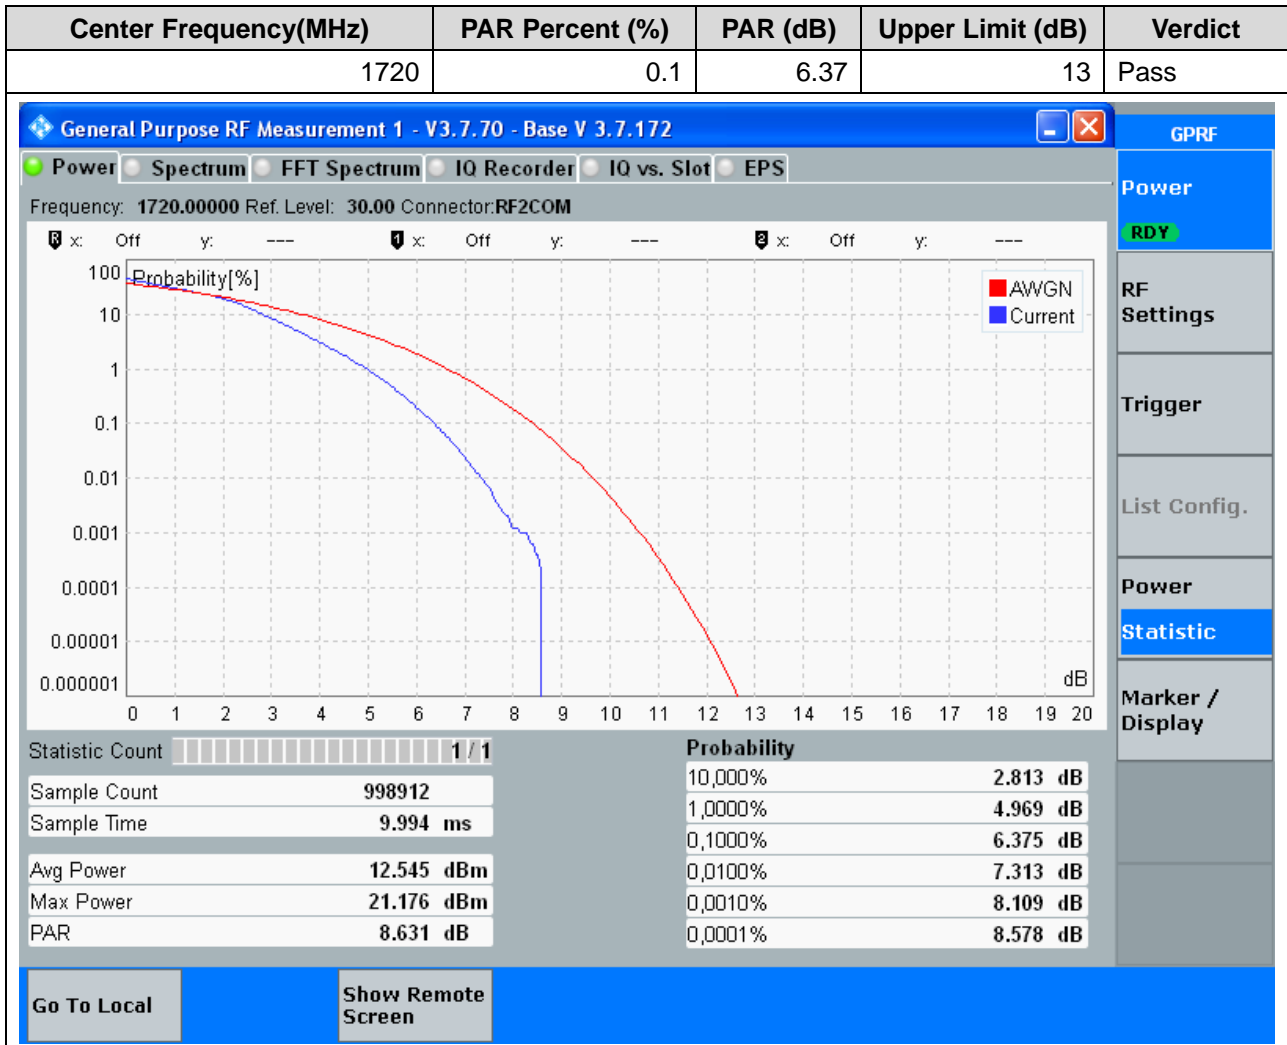 Center Frequency(MHz) PAR Percent (%) PAR (dB) Upper Limit (dB) Verdict
1720 0.1 6.37 13 Pass
General Purpose RF Measurement 1 - V3.7.70 - Base V 3.7.172
Power Spectrum FFT Spectrum IQ Recorder IQ vs. Slot EPS
Frequency: 1720.00000 Ref. Level: 30.00 Connector:RF2COM
R x: Off y: --- 1 x: Off y: --- 2 x: Off y: ---
Probability[%]
AWGN
Current
100
10
1
0.1
0.01
0.001
0.0001
0.00001
0.000001
dB
0 1 2 3 4 5 6 7 8 9 10 11 12 13 14 15 16 17 18 19 20
Statistic Count 1 / 1
Sample Count 998912
Sample Time 9.994 ms
Avg Power 12.545 dBm
Max Power 21.176 dBm
PAR 8.631 dB
Probability
10,000% 2.813 dB
1,0000% 4.969 dB
0,1000% 6.375 dB
0,0100% 7.313 dB
0,0010% 8.109 dB
0,0001% 8.578 dB
GPRF
Power
RDY
RF
Settings
Trigger
List Config.
Power
Statistic
Marker /
Display
Go To Local
Show Remote
Screen